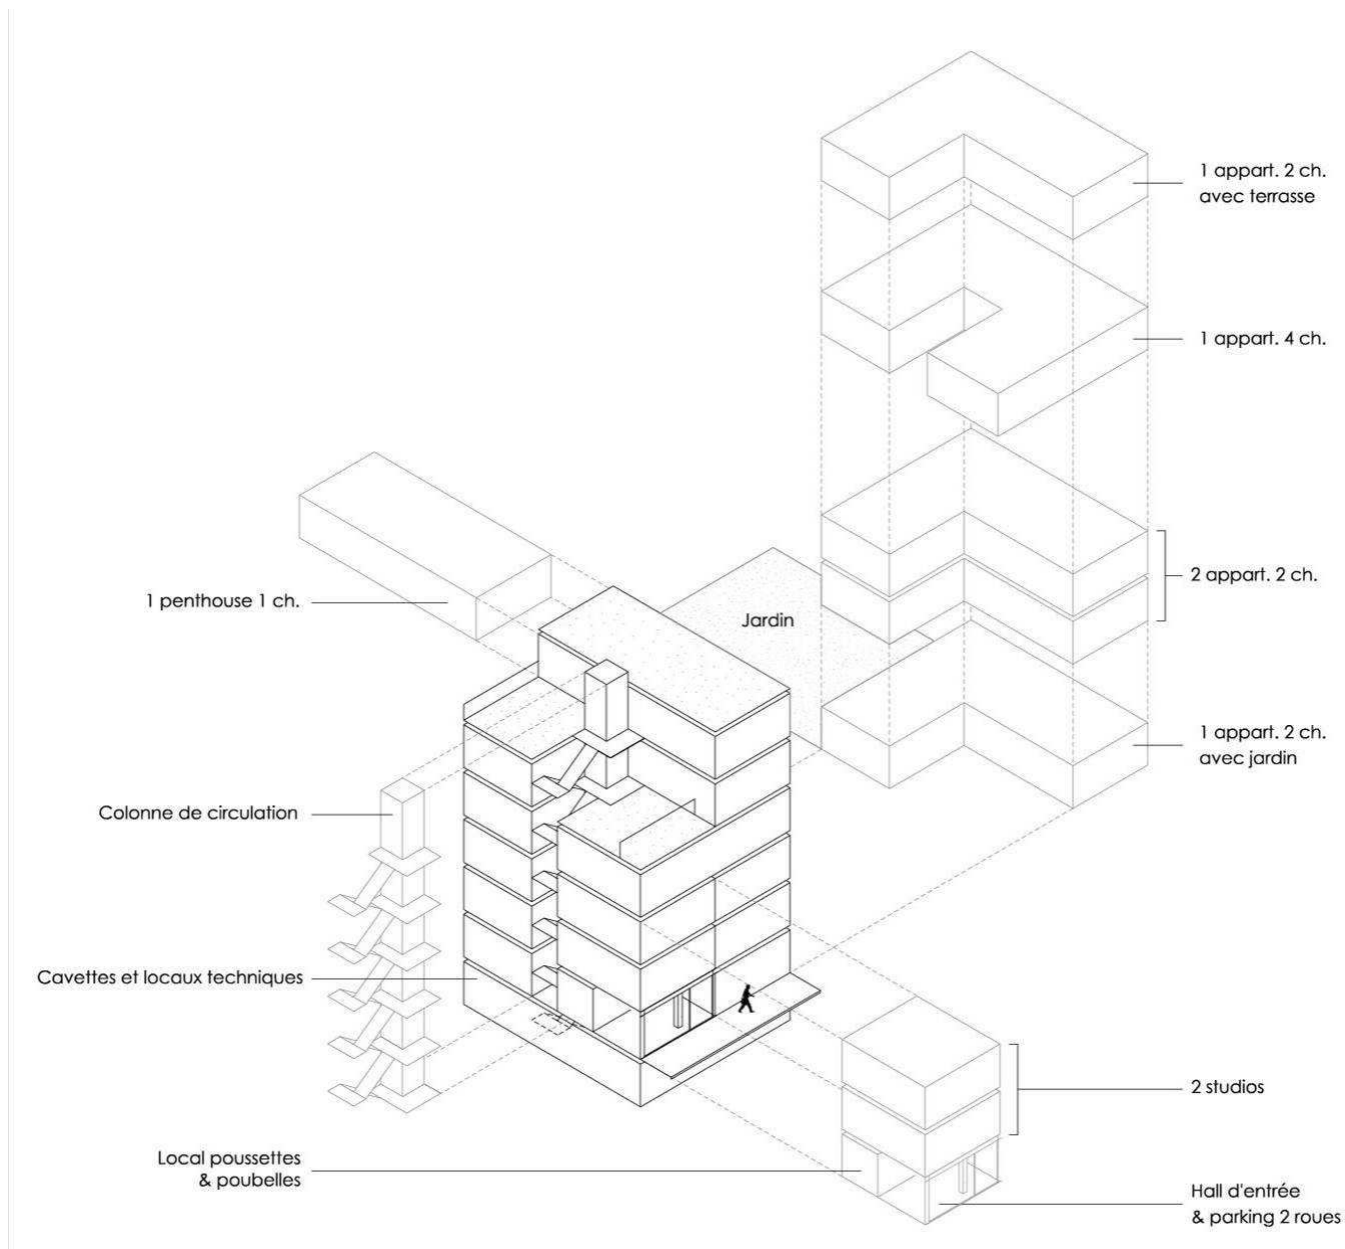 1 appart. 2 ch.
avec terrasse
1 appart. 4 ch.
2 appart. 2 ch.
1 penthouse 1 ch.
Jardin
1 appart. 2 ch.
avec jardin
Colonne de circulation
Cavettes et locaux techniques
2 studios
Local poussettes
& poubelles
Hall d'entrée
& parking 2 roues